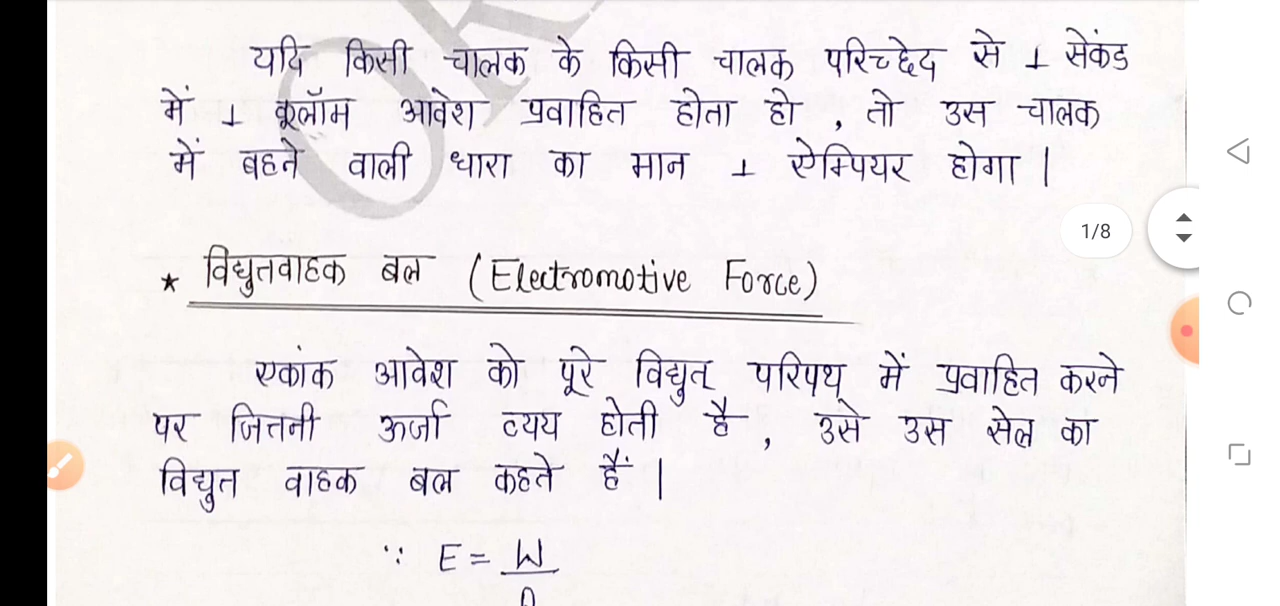 यदि किसी चालक के किसी चालक परिच्छेद से 1 सेकंड
में 1 कूलॉम आवेश प्रवाहित होता हो, तो उस चालक
में बहने वाली धारा का मान 1 ऐम्पियर होगा |
1/8
★ विद्युतवाहक बल (Electromotive Force)
एकांक आवेश को पूरे विद्युत् परिपथ् में प्रवाहित करने
पर जितनी ऊर्जा व्यय होती है, उसे उस सेल का
विद्युत वाहक बल कहते हैं |
∵ E = W